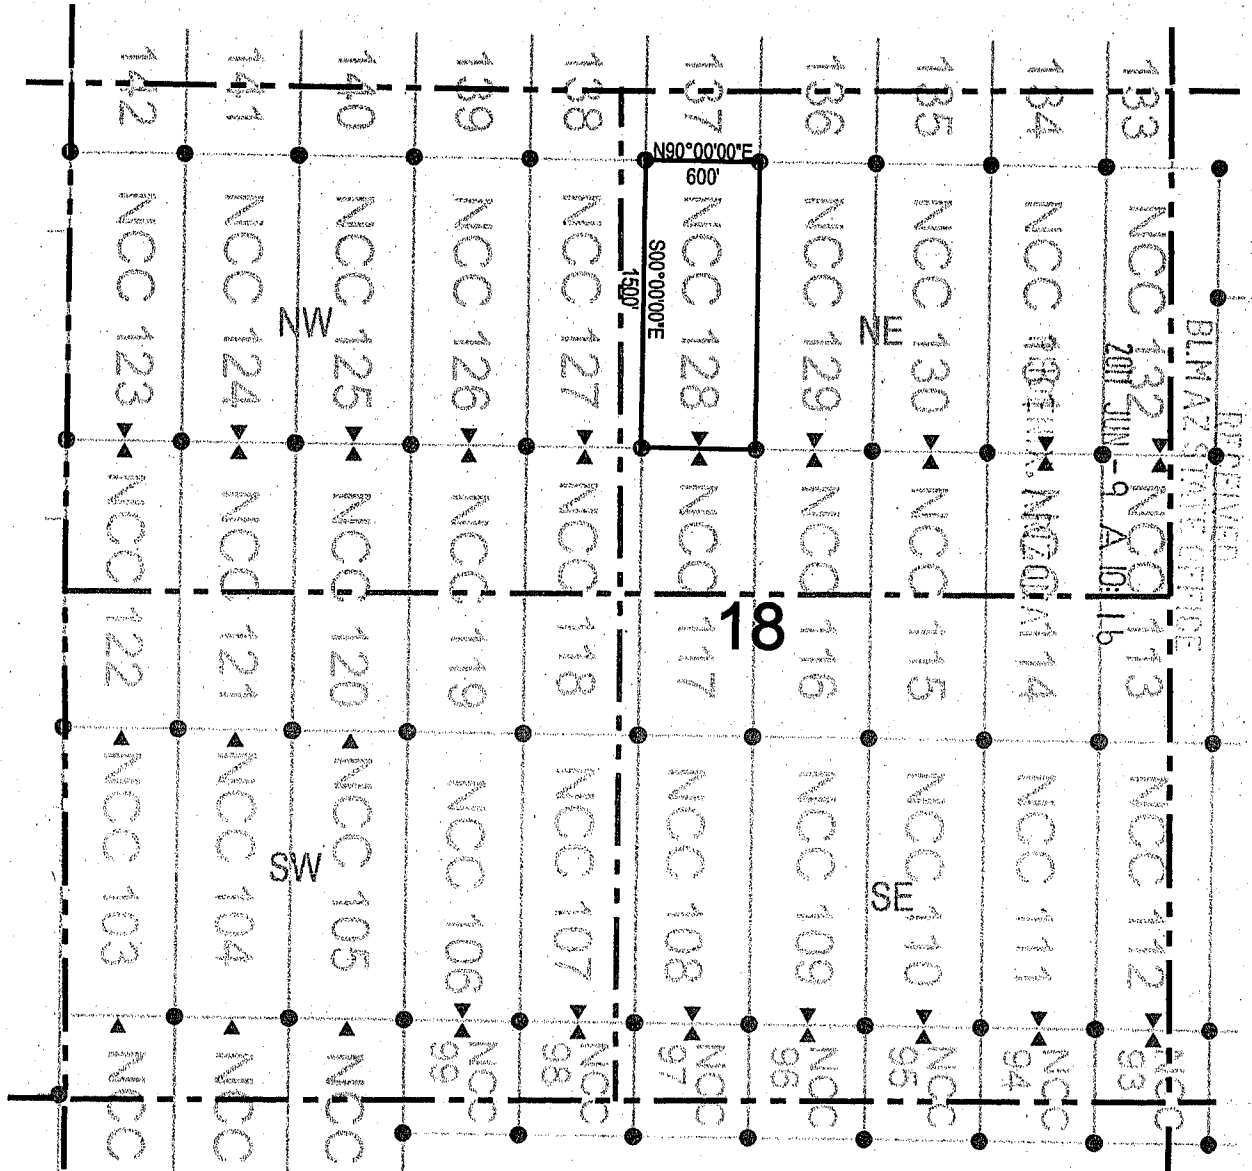 142
141
140
139
138
137
136
135
134
133
N90°00'00"E
600'
S00°00'00"E
1500'
NCC 123
NCC 124
NCC 125
NCC 126
NCC 127
NCC 128
NCC 129
NCC 130
NCC
NCC 132
NW
NE
RECEIVED
BLM AZ STATE OFFICE
2011 JUN -9 A 10: 16
NCC 122
NCC 121
NCC 120
NCC 119
NCC 118
NCC 117
NCC 116
NCC 115
114
NCC 113
18
NCC 103
NCC 104
NCC 105
NCC 106
NCC 107
NCC 108
NCC 109
NCC 110
NCC 111
NCC 112
SW
SE
NCC
NCC
NCC
NCC
99
NCC
98
NCC
97
NCC
96
NCC
95
NCC
94
NCC
93